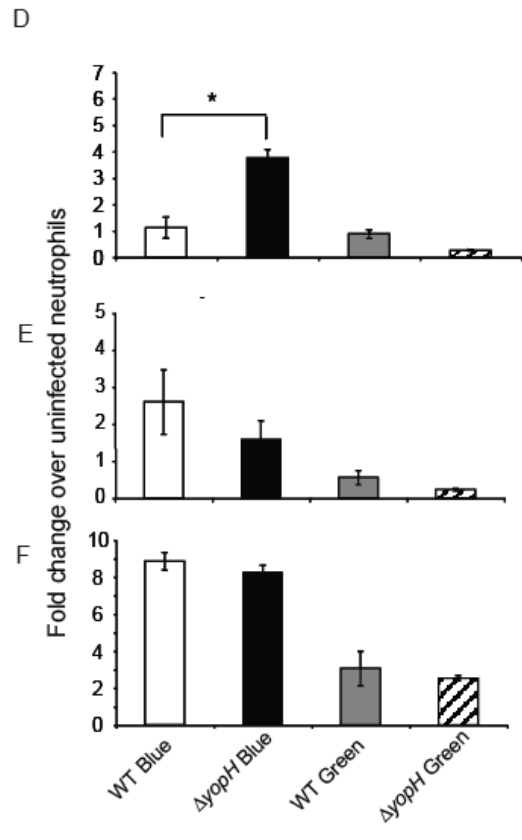 D
7
6
5
4
3
2
1
0
*
Fold change over uninfected neutrophils
E
5
4
3
2
1
0
-
F
10
8
6
4
2
0
WT Blue
ΔyopH Blue
WT Green
ΔyopH Green